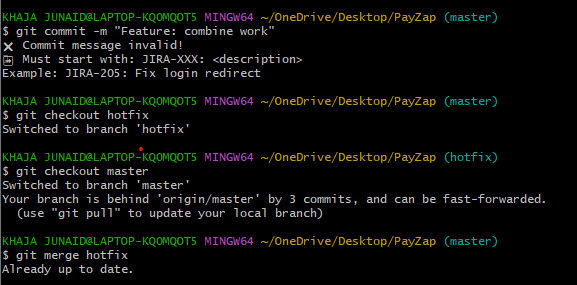 KHAJA JUNAID@LAPTOP-KQOMQOT5 MINGW64 ~/OneDrive/Desktop/PayZap (master)
$ git commit -m "Feature: combine work"
❌ Commit message invalid!
Must start with: JIRA-XXX: <description>
Example: JIRA-205: Fix login redirect
KHAJA JUNAID@LAPTOP-KQOMQOT5 MINGW64 ~/OneDrive/Desktop/PayZap (master)
$ git checkout hotfix
Switched to branch 'hotfix'
KHAJA JUNAID@LAPTOP-KQOMQOT5 MINGW64 ~/OneDrive/Desktop/PayZap (hotfix)
$ git checkout master
Switched to branch 'master'
Your branch is behind 'origin/master' by 3 commits, and can be fast-forwarded.
  (use "git pull" to update your local branch)
KHAJA JUNAID@LAPTOP-KQOMQOT5 MINGW64 ~/OneDrive/Desktop/PayZap (master)
$ git merge hotfix
Already up to date.